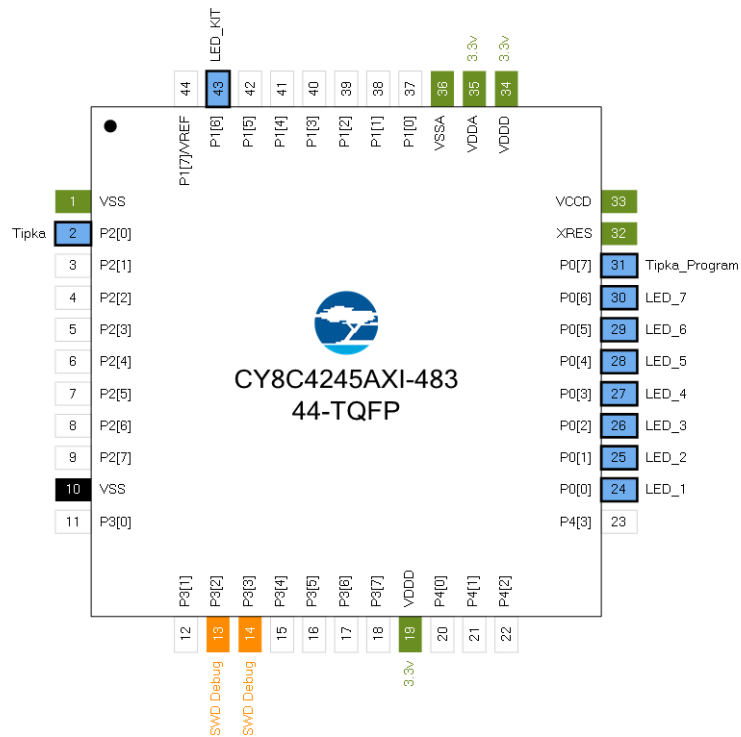 LED_KIT
3.3v
3.3v
44
43
42
41
40
39
38
37
36
35
34
P1[7]/VREF
P1[6]
P1[5]
P1[4]
P1[3]
P1[2]
P1[1]
P1[0]
VSSA
VDDA
VDDD
1 VSS
Tipka 2 P2[0]
3 P2[1]
4 P2[2]
5 P2[3]
6 P2[4]
7 P2[5]
8 P2[6]
9 P2[7]
10 VSS
11 P3[0]
CY8C4245AXI-483
44-TQFP
VCCD 33
XRES 32
P0[7] 31 Tipka_Program
P0[6] 30 LED_7
P0[5] 29 LED_6
P0[4] 28 LED_5
P0[3] 27 LED_4
P0[2] 26 LED_3
P0[1] 25 LED_2
P0[0] 24 LED_1
P4[3] 23
P3[1]
P3[2]
P3[3]
P3[4]
P3[5]
P3[6]
P3[7]
VDDD
P4[0]
P4[1]
P4[2]
12
13
14
15
16
17
18
19
20
21
22
SWD Debug
SWD Debug
3.3v